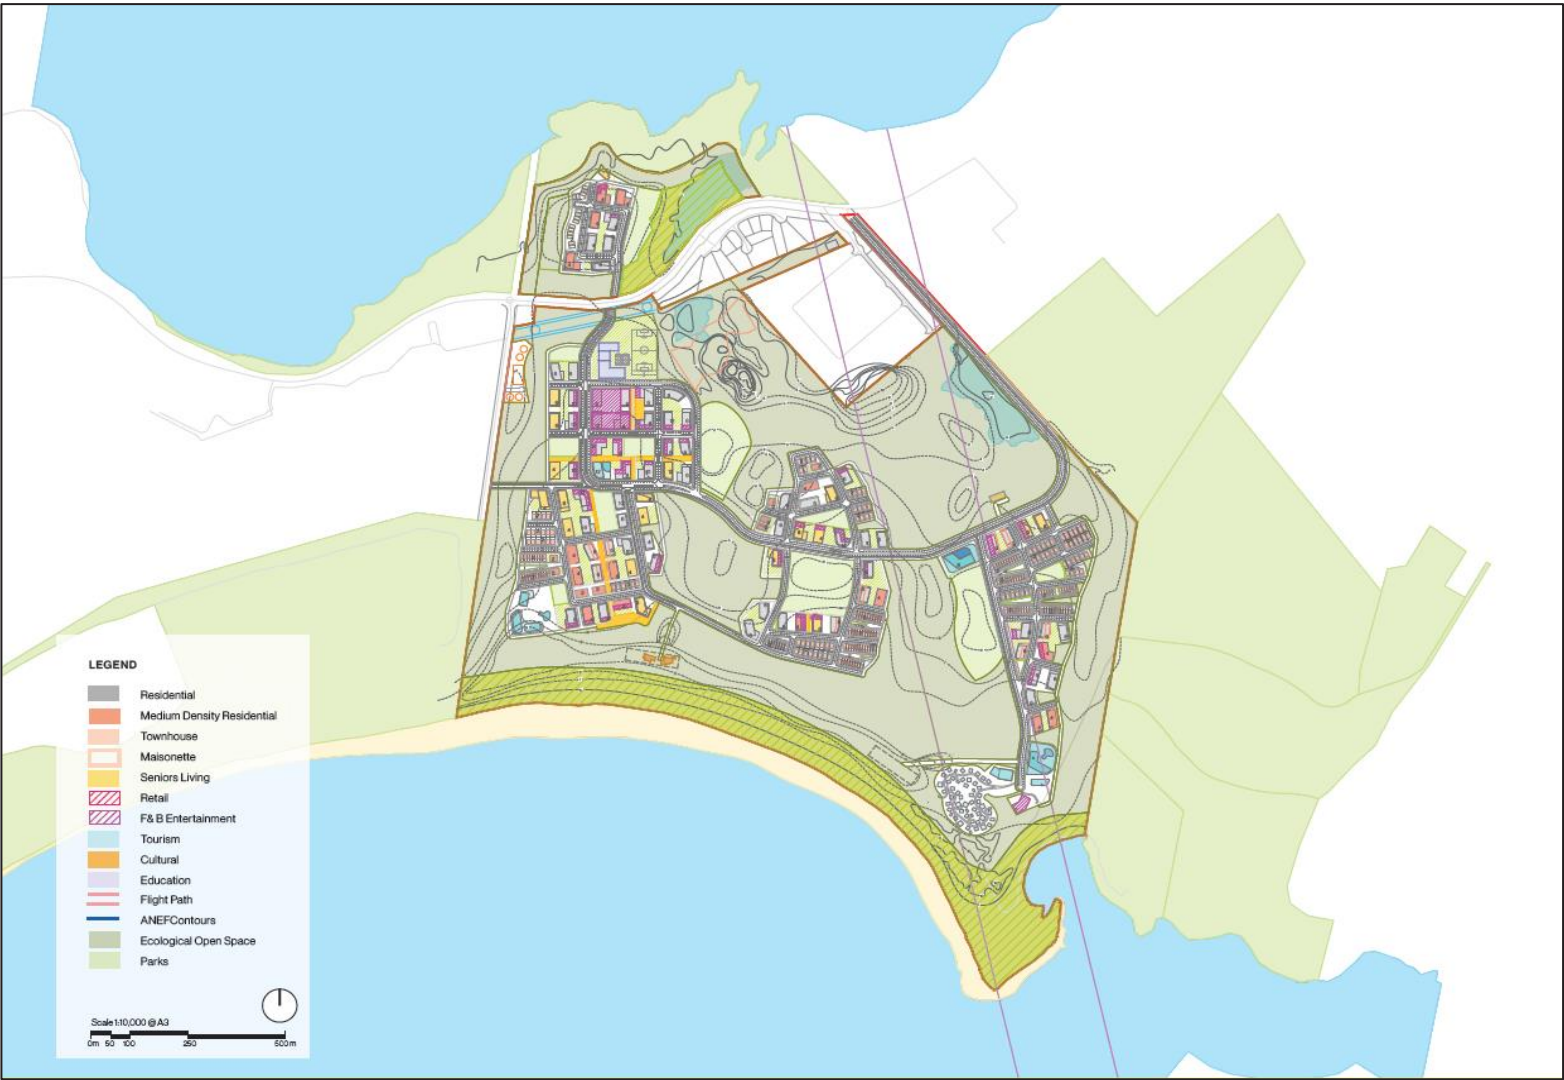 LEGEND
Residential
Medium Density Residential
Townhouse
Maisonette
Seniors Living
Retail
F& B Entertainment
Tourism
Cultural
Education
Flight Path
ANEFContours
Ecological Open Space
Parks
Scale 1:10,000 @ A3
0m 50 100 250 500m